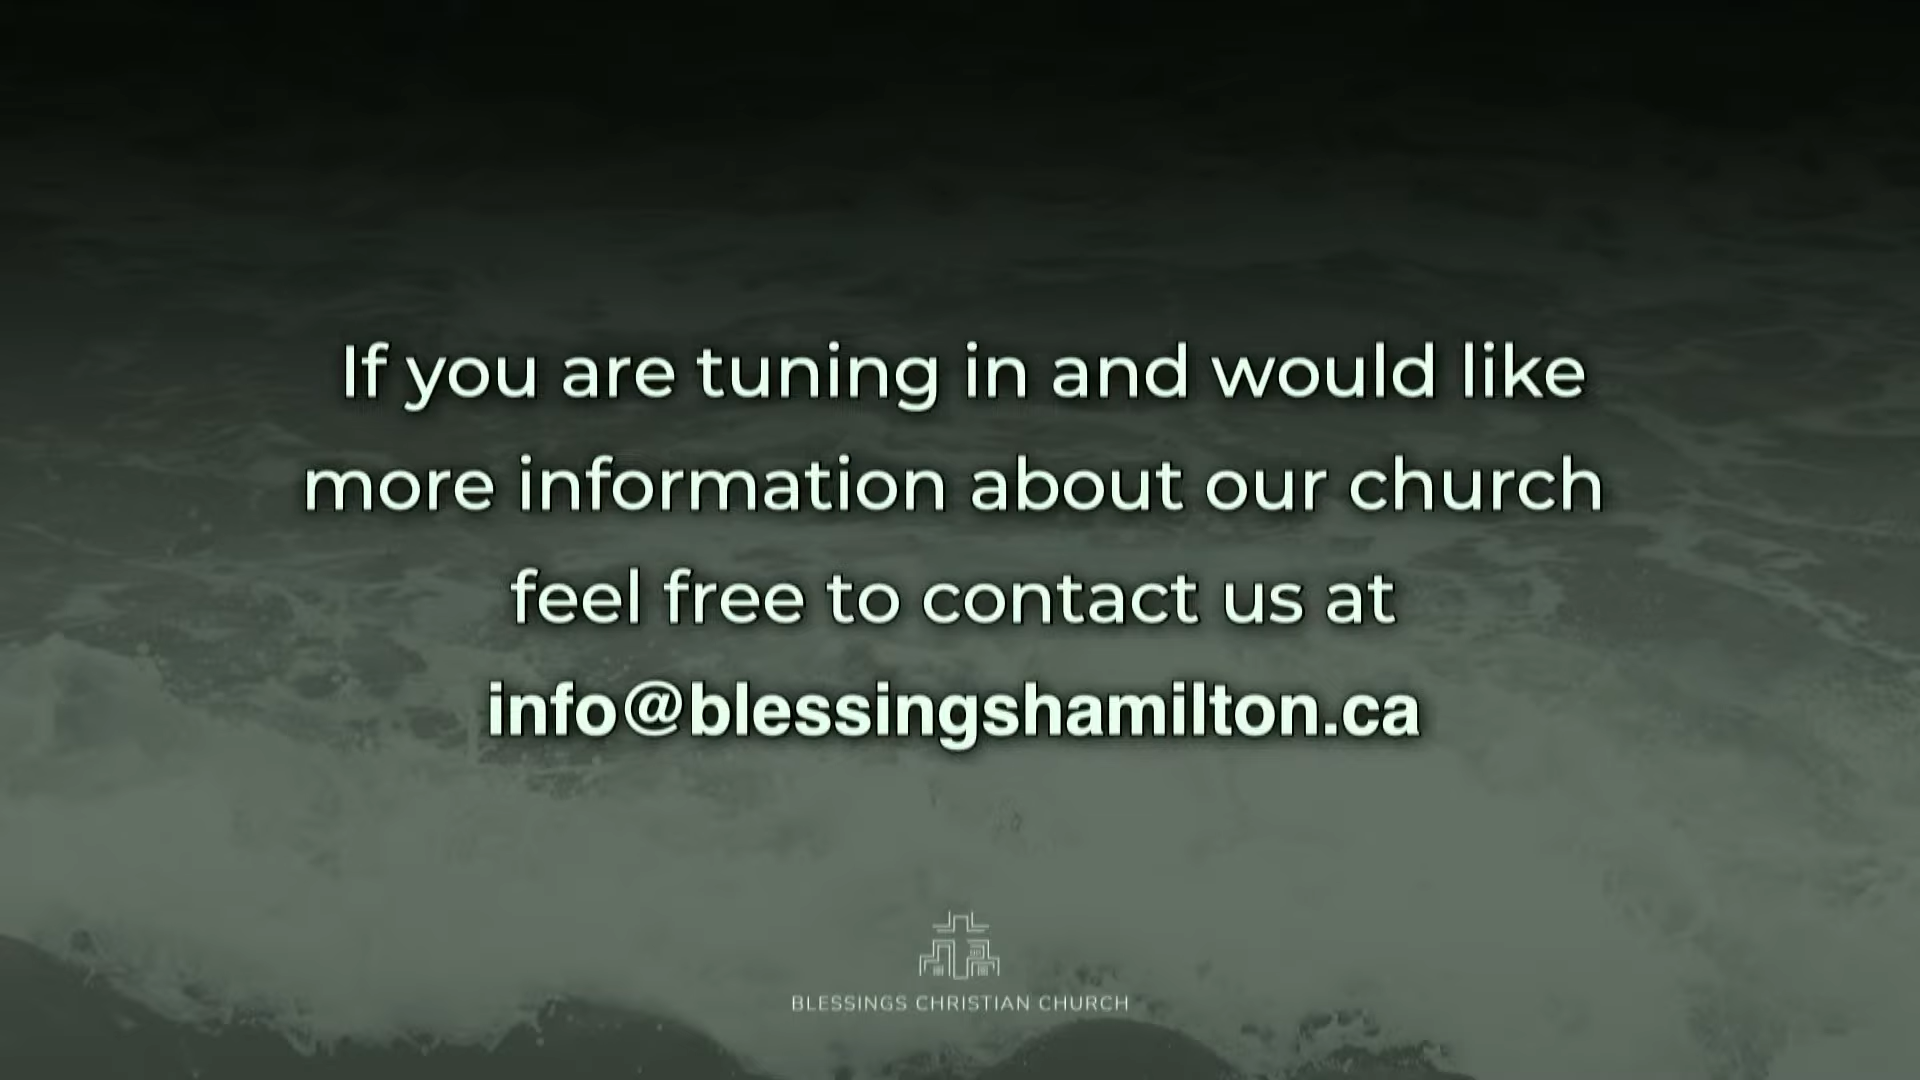 If you are tuning in and would like
more information about our church
feel free to contact us at
info@blessingshamilton.ca
BLESSINGS CHRISTIAN CHURCH